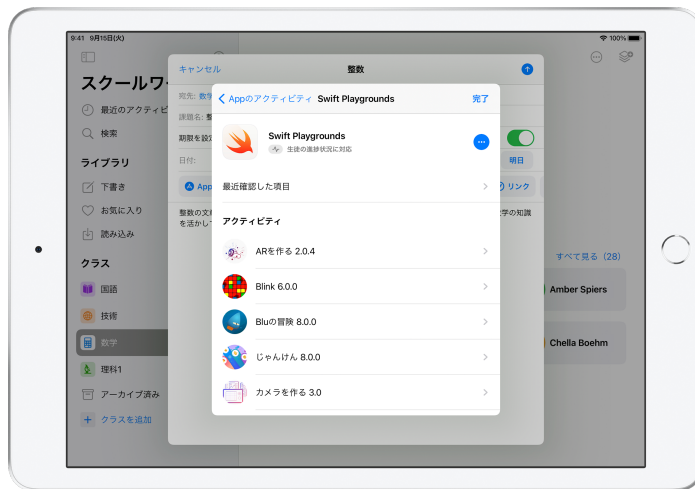 9:41 9月15日(火)
100%
スクールワ
最近のアクティビ
検索
ライブラリ
下書き
お気に入り
読み込み
クラス
国語
技術
数学
理科1
アーカイブ済み
クラスを追加
キャンセル 整数
宛先: 数学
課題名: 整
期限を設定
日付:
明日
App
リンク
整数の文
を活かして
文学の知識
Appのアクティビティ Swift Playgrounds 完了
Swift Playgrounds
生徒の進捗状況に対応
最近確認した項目
アクティビティ
ARを作る 2.0.4
Blink 6.0.0
Bluの冒険 8.0.0
じゃんけん 8.0.0
カメラを作る 3.0
すべて見る（28）
Amber Spiers
Chella Boehm